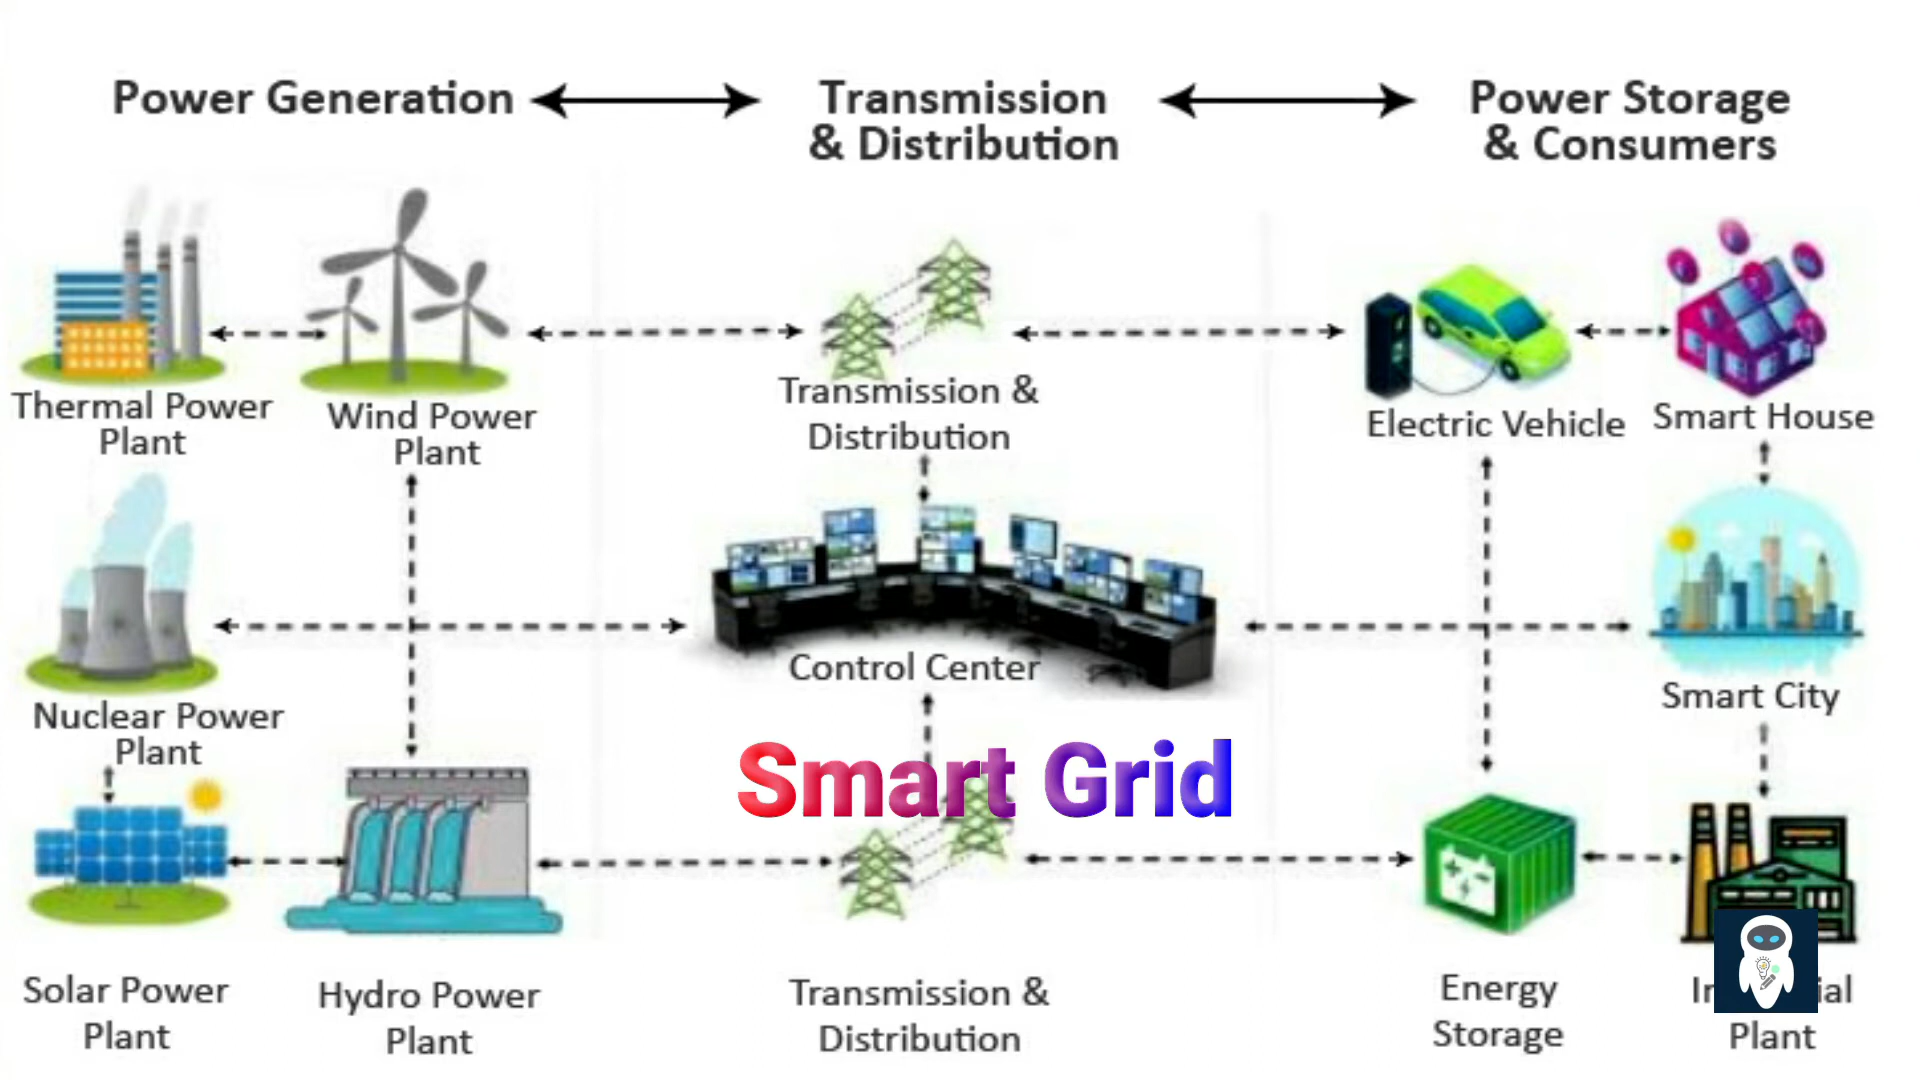 Power Generation
Transmission
& Distribution
Power Storage
& Consumers
Thermal Power
Plant
Wind Power
Plant
Transmission &
Distribution
Electric Vehicle
Smart House
Nuclear Power
Plant
Control Center
Smart City
Smart Grid
Solar Power
Plant
Hydro Power
Plant
Transmission &
Distribution
Energy
Storage
Plant